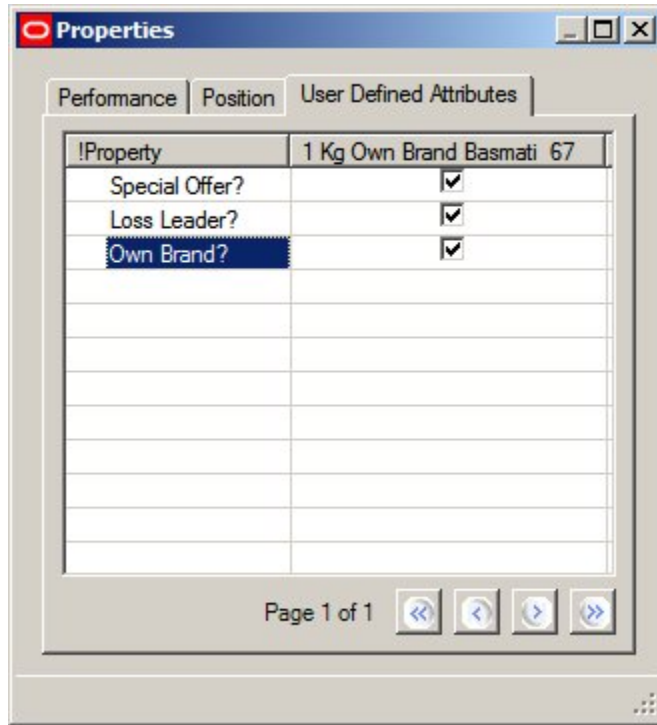 Properties
Performance Position User Defined Attributes
!Property 1 Kg Own Brand Basmati 67
Special Offer?
Loss Leader?
Own Brand?
Page 1 of 1